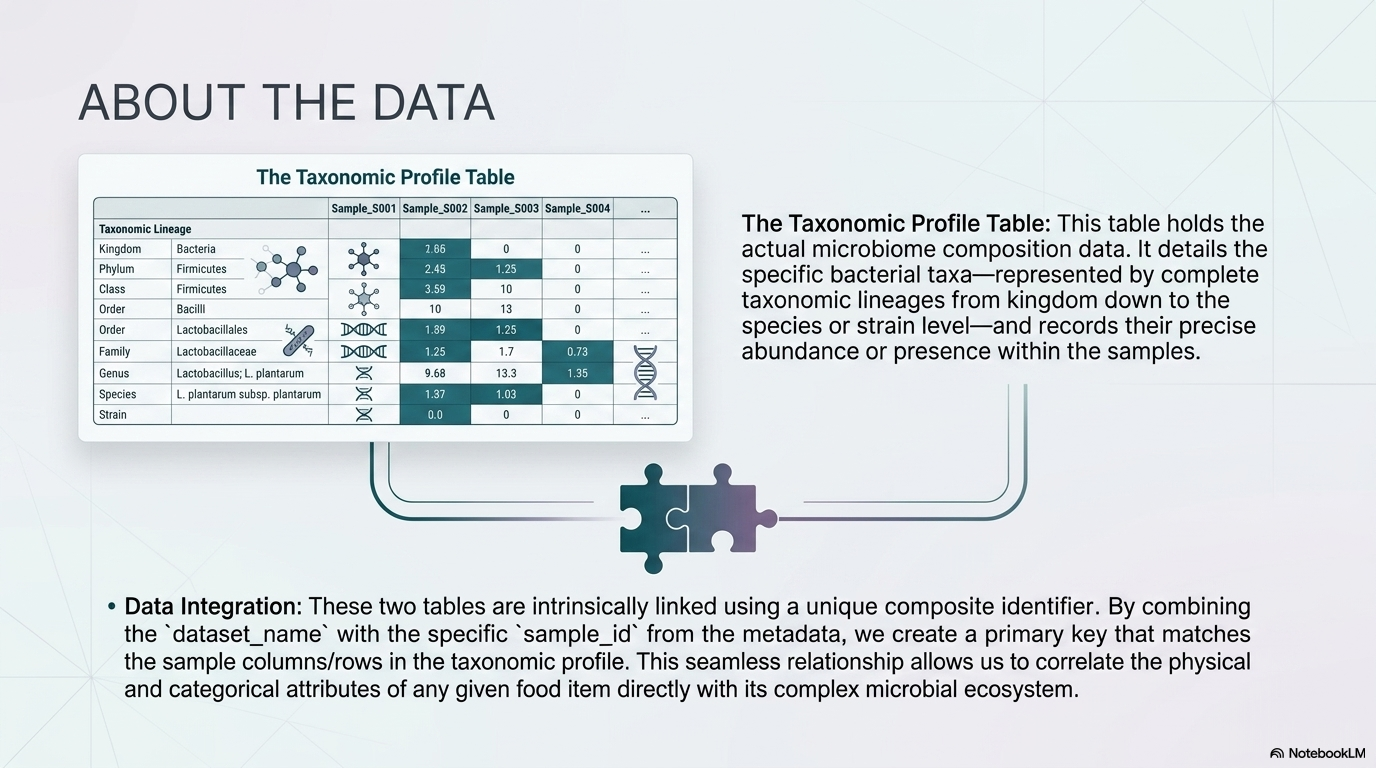 ABOUT THE DATA
The Taxonomic Profile Table
Sample_S001 Sample_S002 Sample_S003 Sample_S004 ...
Taxonomic Lineage
Kingdom Bacteria 1.86 0 0 ...
Phylum Firmicutes 2.45 1.25 0 ...
Class Firmicutes 3.59 10 0 ...
Order Bacilli 10 13 0 ...
Order Lactobacillales 1.89 1.25 0 ...
Family Lactobacillaceae 1.25 1.7 0.73
Genus Lactobacillus; L. plantarum 9.68 13.3 1.35
Species L. plantarum subsp. plantarum 1.37 1.03 0
Strain 0.0 0 0 ...
The Taxonomic Profile Table: This table holds the
actual microbiome composition data. It details the
specific bacterial taxa—represented by complete
taxonomic lineages from kingdom down to the
species or strain level—and records their precise
abundance or presence within the samples.
• Data Integration: These two tables are intrinsically linked using a unique composite identifier. By combining
the `dataset_name` with the specific `sample_id` from the metadata, we create a primary key that matches
the sample columns/rows in the taxonomic profile. This seamless relationship allows us to correlate the physical
and categorical attributes of any given food item directly with its complex microbial ecosystem.
NotebookLM